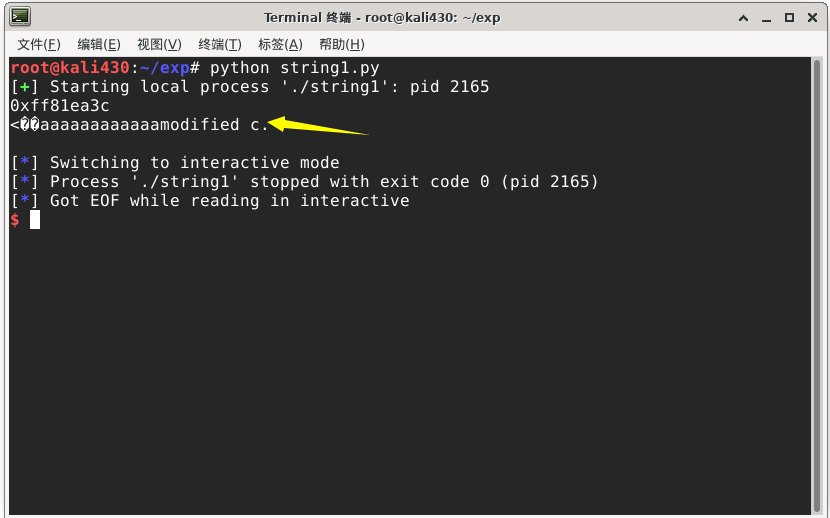 Terminal 终端 - root@kali430: ~/exp
文件(F) 编辑(E) 视图(V) 终端(T) 标签(A) 帮助(H)
root@kali430:~/exp# python string1.py
[+] Starting local process './string1': pid 2165
0xff81ea3c
<��aaaaaaaaaaaamodified c.
[*] Switching to interactive mode
[*] Process './string1' stopped with exit code 0 (pid 2165)
[*] Got EOF while reading in interactive
$